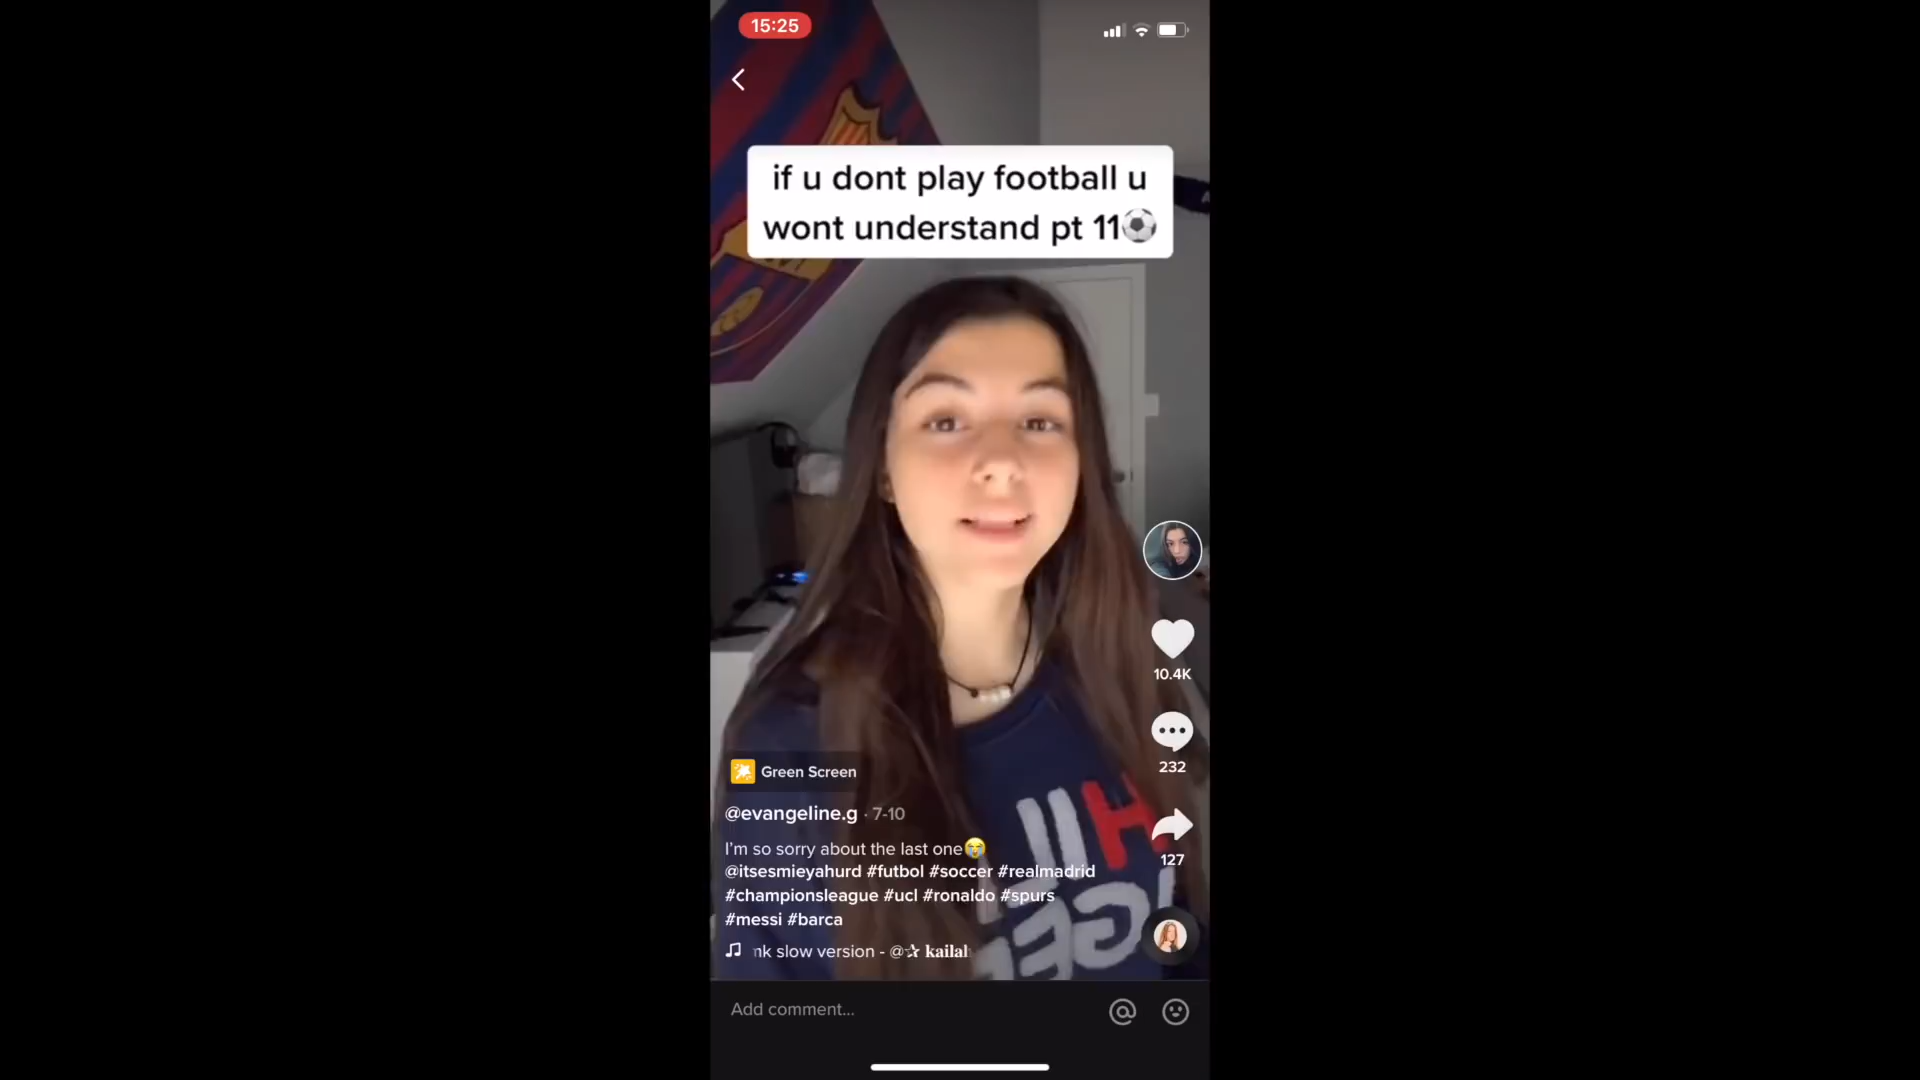 15:25
if u dont play football u
wont understand pt 11⚽
10.4K
232
127
Green Screen
@evangeline.g · 7-10
I'm so sorry about the last one😭
@itsesmieyahurd #futbol #soccer #realmadrid
#championsleague #ucl #ronaldo #spurs
#messi #barca
nk slow version - @✰ kailah
Add comment...